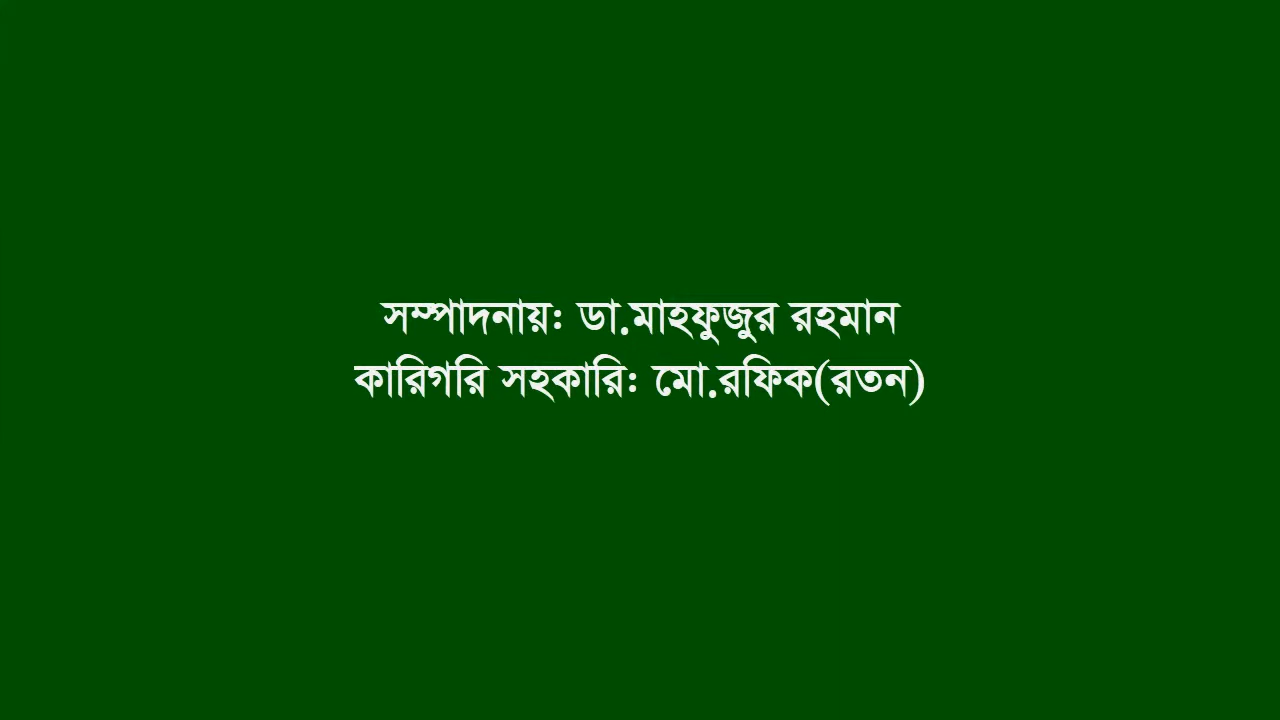 সম্পাদনায়: ডা.মাহফুজুর রহমান
কারিগরি সহকারি: মো.রফিক(রতন)